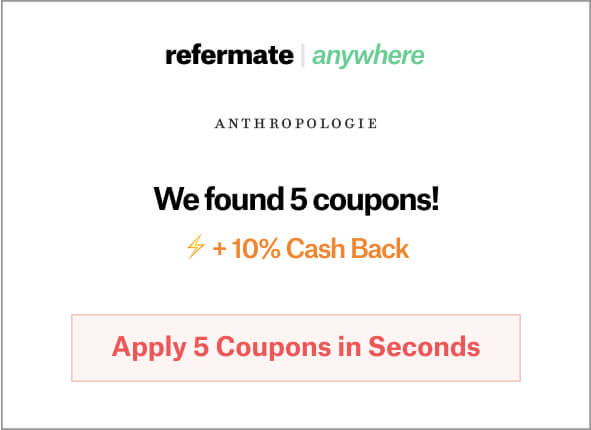 refermate | anywhere
ANTHROPOLOGIE
We found 5 coupons!
⚡ + 10% Cash Back
Apply 5 Coupons in Seconds